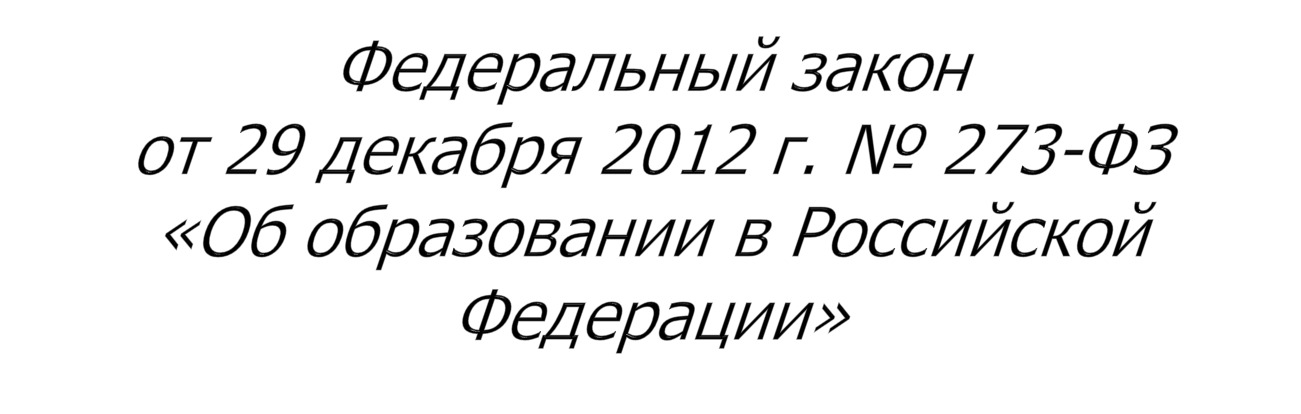 Федеральный закон
от 29 декабря 2012 г. № 273-ФЗ
«Об образовании в Российской
Федерации»